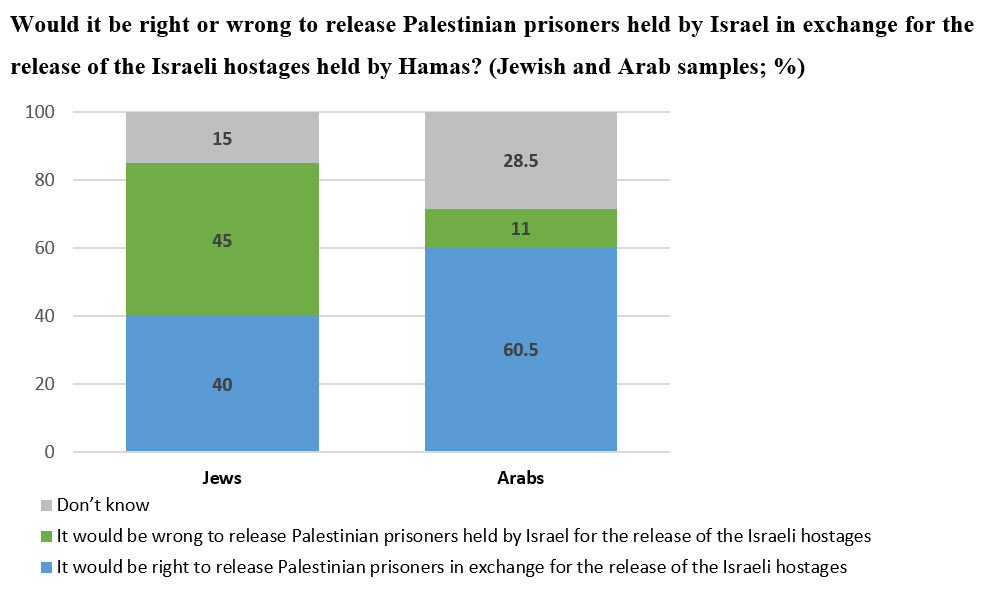 Would it be right or wrong to release Palestinian prisoners held by Israel in exchange for the
release of the Israeli hostages held by Hamas? (Jewish and Arab samples; %)
100
80
60
40
20
0
15
45
40
28.5
11
60.5
Jews
Arabs
Don’t know
It would be wrong to release Palestinian prisoners held by Israel for the release of the Israeli hostages
It would be right to release Palestinian prisoners in exchange for the release of the Israeli hostages